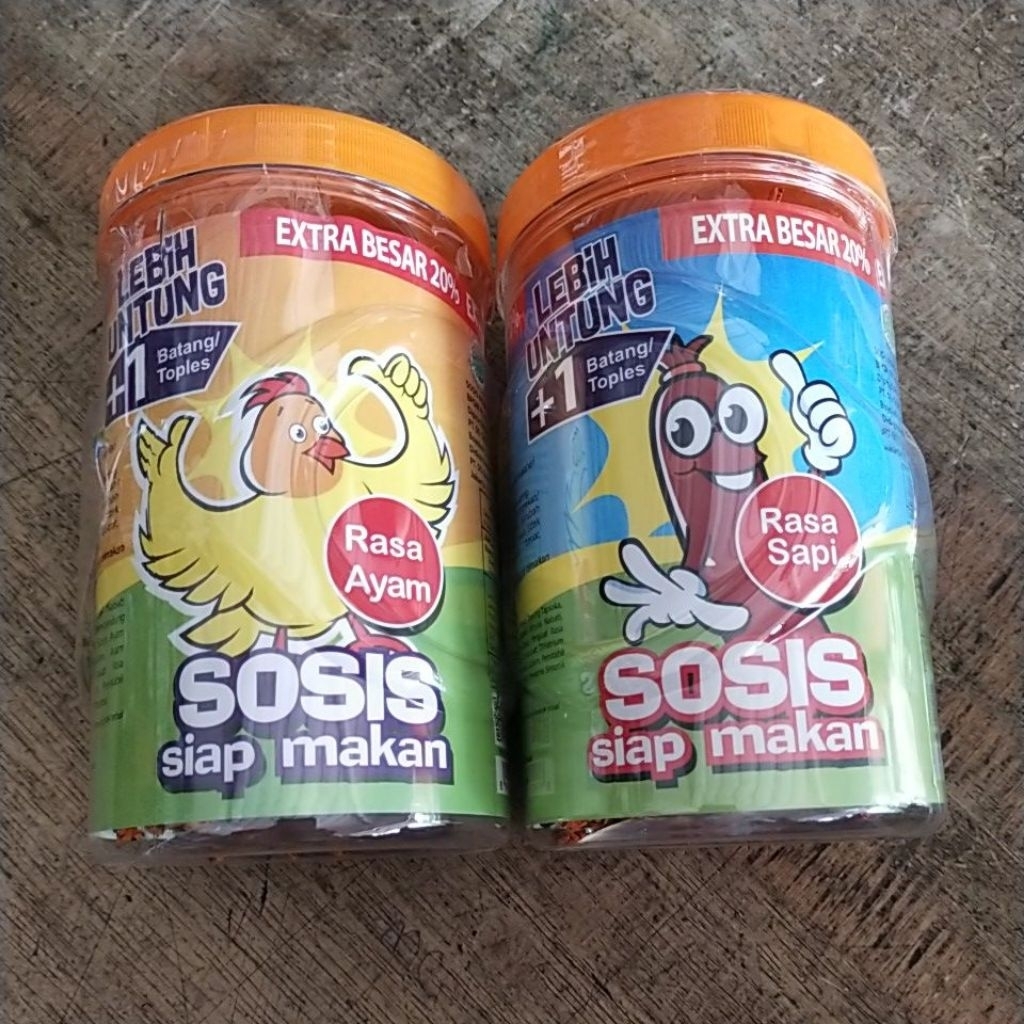 EXTRA BESAR 20%
LEBIH
UNTUNG
+1 Batang/
Toples
Rasa
Ayam
SOSIS
siap makan
EXTRA BESAR 20%
LEBIH
UNTUNG
+1 Batang/
Toples
Rasa
Sapi
SOSIS
siap makan